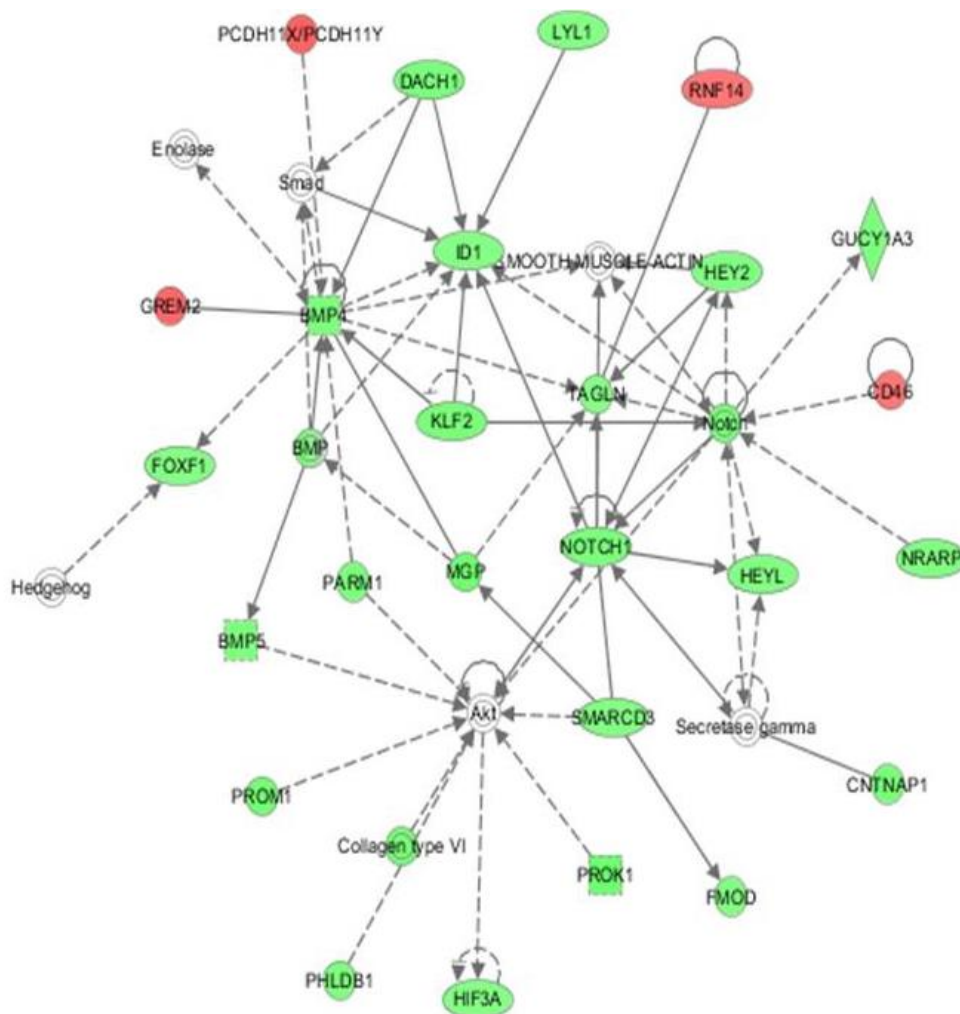 PCDH11X/PCDH11Y
LYL1
DACH1
RNF14
Enolase
Smad
ID1
SMOOTH MUSCLE ACTIN
HEY2
GUCY1A3
GREM2
BMP4
TAGLN
CD46
KLF2
Notch
BMP
FOXF1
NOTCH1
NRARP
Hedgehog
PARM1
MGP
HEYL
BMP5
Akt
SMARCD3
Secretase gamma
PROM1
CNTNAP1
Collagen type VI
PROK1
FMOD
PHLDB1
HIF3A